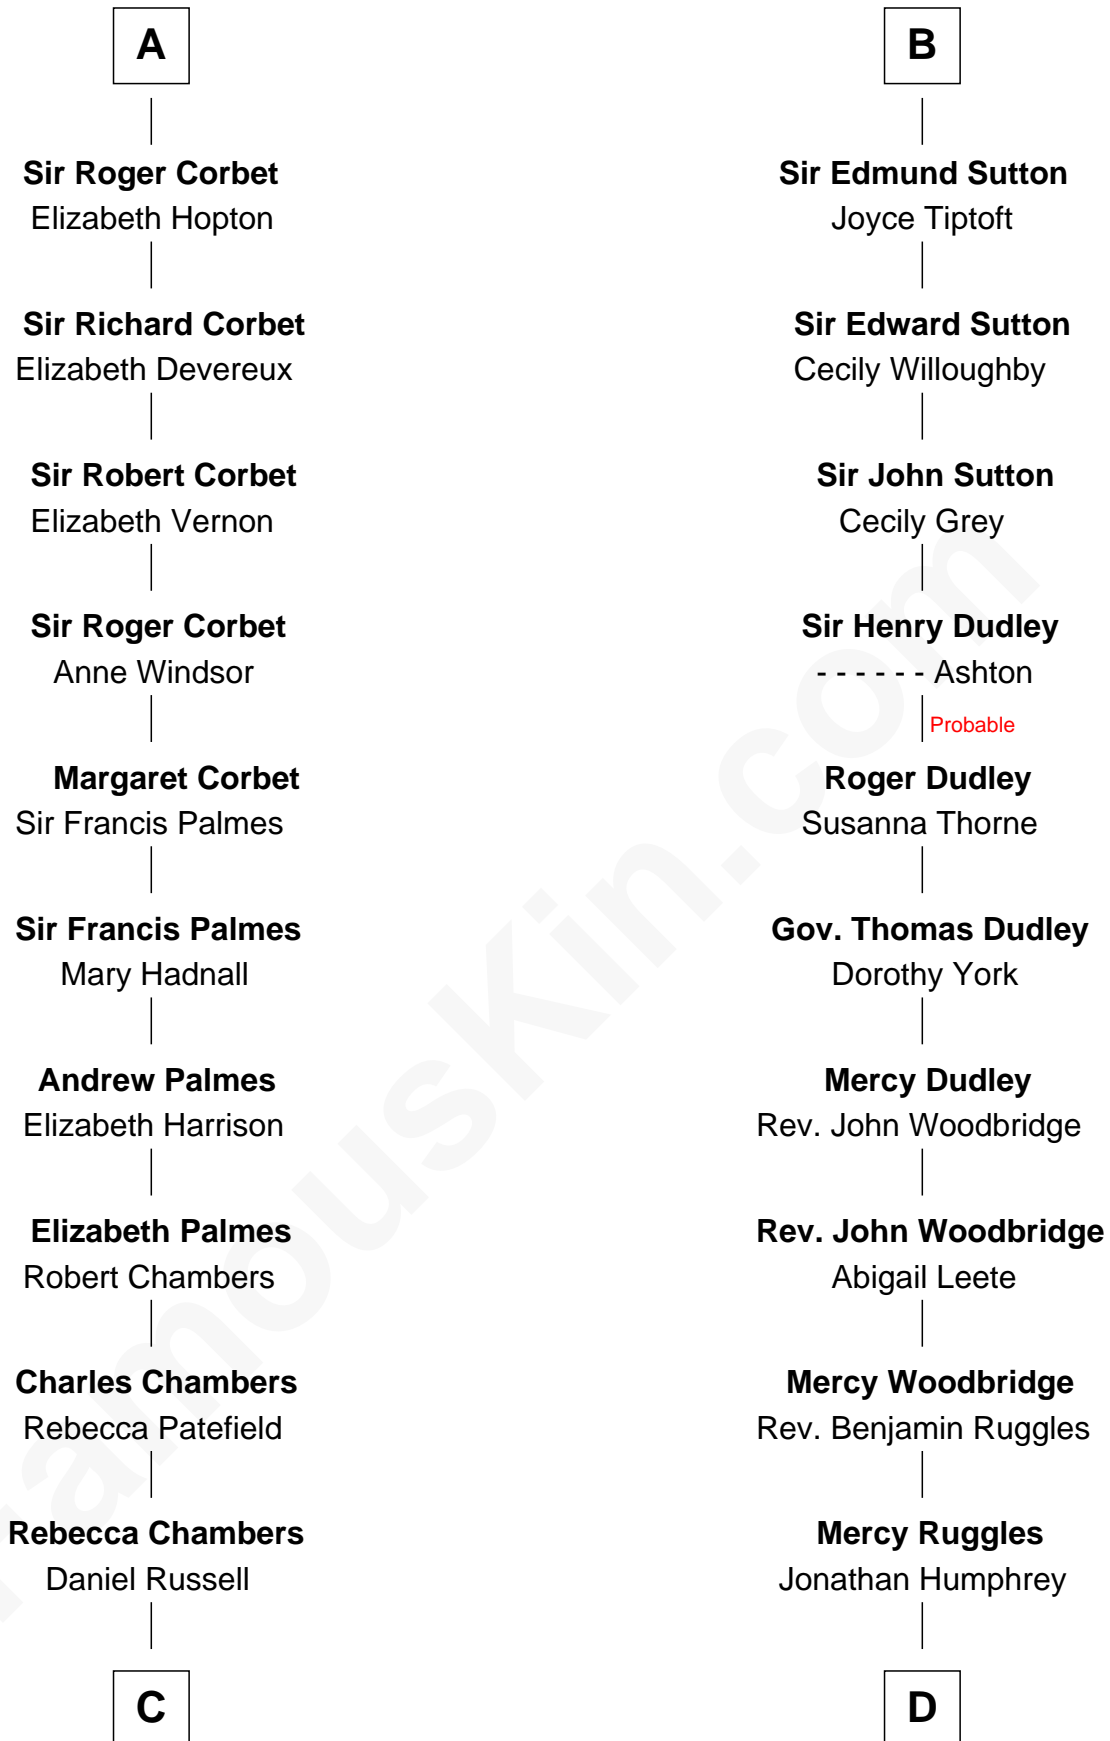 A
Sir Roger Corbet
Elizabeth Hopton
Sir Richard Corbet
Elizabeth Devereux
Sir Robert Corbet
Elizabeth Vernon
Sir Roger Corbet
Anne Windsor
Margaret Corbet
Sir Francis Palmes
Sir Francis Palmes
Mary Hadnall
Andrew Palmes
Elizabeth Harrison
Elizabeth Palmes
Robert Chambers
Charles Chambers
Rebecca Patefield
Rebecca Chambers
Daniel Russell
C
B
Sir Edmund Sutton
Joyce Tiptoft
Sir Edward Sutton
Cecily Willoughby
Sir John Sutton
Cecily Grey
Sir Henry Dudley
- - - - - - Ashton
Probable
Roger Dudley
Susanna Thorne
Gov. Thomas Dudley
Dorothy York
Mercy Dudley
Rev. John Woodbridge
Rev. John Woodbridge
Abigail Leete
Mercy Woodbridge
Rev. Benjamin Ruggles
Mercy Ruggles
Jonathan Humphrey
D
FamousKin.com